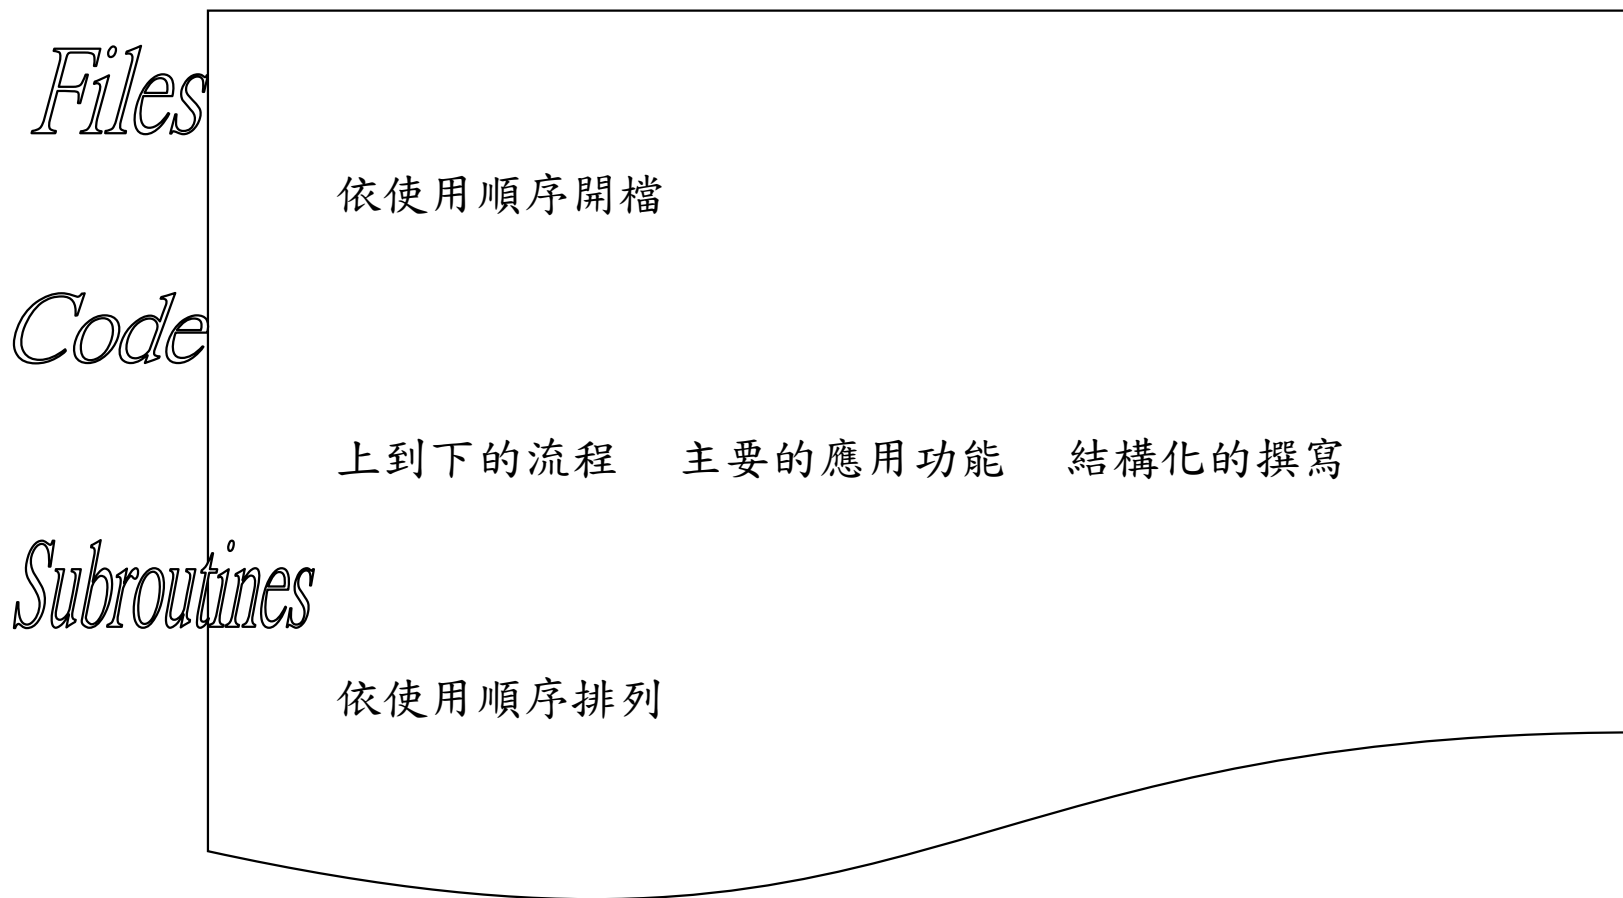 Files
依使用順序開檔
Code
上到下的流程 主要的應用功能 結構化的撰寫
Subroutines
依使用順序排列